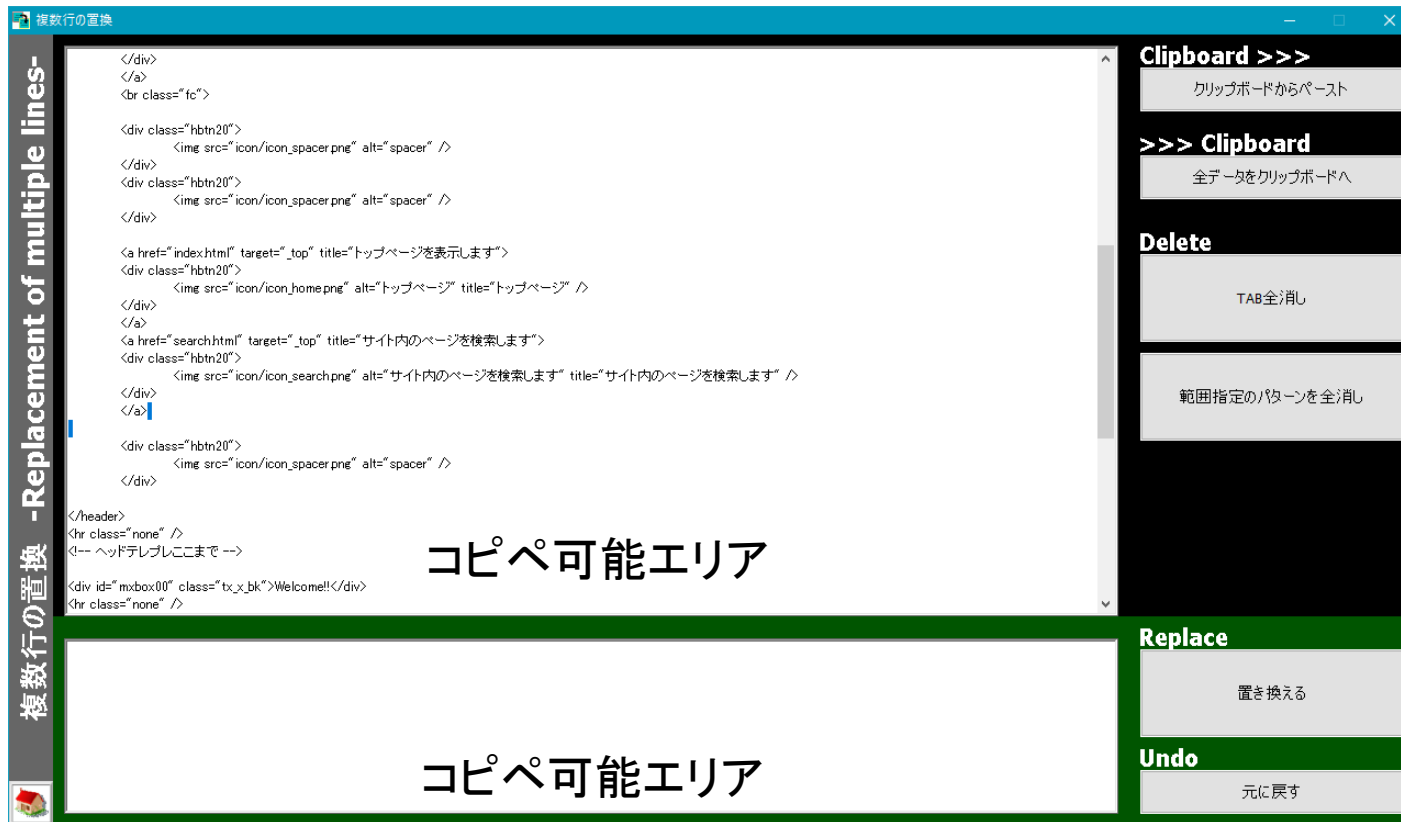 複数行の置換
複数行の置換 -Replacement of multiple lines-
</div>
</a>
<br class="fc">
<div class="hbtn20">
<img src="icon/icon_spacer.png" alt="spacer" />
</div>
<div class="hbtn20">
<img src="icon/icon_spacer.png" alt="spacer" />
</div>
<a href="index.html" target="_top" title="トップページを表示します">
<div class="hbtn20">
<img src="icon/icon_home.png" alt="トップページ" title="トップページ" />
</div>
</a>
<a href="search.html" target="_top" title="サイト内のページを検索します">
<div class="hbtn20">
<img src="icon/icon_search.png" alt="サイト内のページを検索します" title="サイト内のページを検索します" />
</div>
</a>
<div class="hbtn20">
<img src="icon/icon_spacer.png" alt="spacer" />
</div>
</header>
<hr class="none" />
<!-- ヘッドテレプレここまで -->
<div id="mxbox00" class="tx_x_bk">Welcome!!</div>
<hr class="none" />
コピペ可能エリア
コピペ可能エリア
Clipboard >>>
クリップボードからペースト
>>> Clipboard
全データをクリップボードへ
Delete
TAB全消し
範囲指定のパターンを全消し
Replace
置き換える
Undo
元に戻す